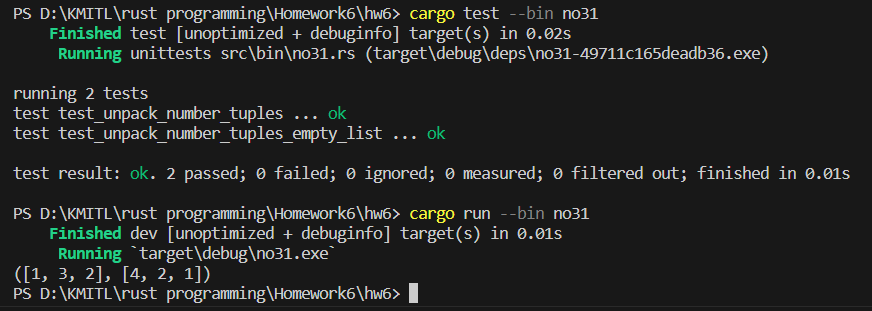 PS D:\KMITL\rust programming\Homework6\hw6> cargo test --bin no31
    Finished test [unoptimized + debuginfo] target(s) in 0.02s
     Running unittests src\bin\no31.rs (target\debug\deps\no31-49711c165deadb36.exe)

running 2 tests
test test_unpack_number_tuples ... ok
test test_unpack_number_tuples_empty_list ... ok

test result: ok. 2 passed; 0 failed; 0 ignored; 0 measured; 0 filtered out; finished in 0.01s

PS D:\KMITL\rust programming\Homework6\hw6> cargo run --bin no31
    Finished dev [unoptimized + debuginfo] target(s) in 0.01s
     Running `target\debug\no31.exe`
([1, 3, 2], [4, 2, 1])
PS D:\KMITL\rust programming\Homework6\hw6>